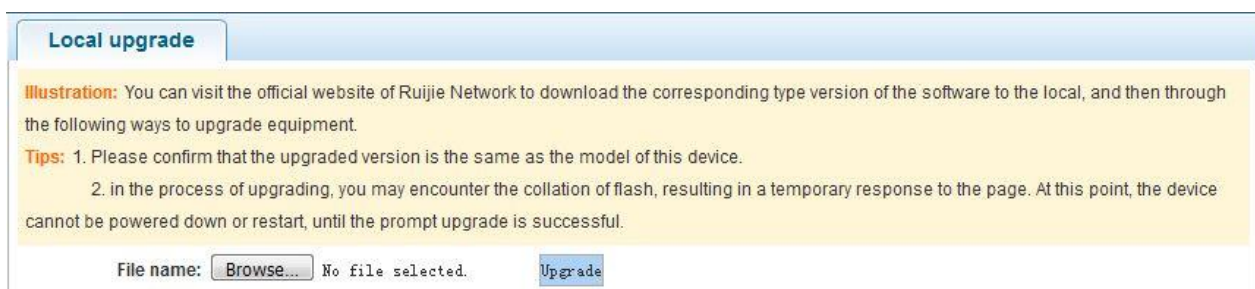 Local upgrade
Illustration: You can visit the official website of Ruijie Network to download the corresponding type version of the software to the local, and then through
the following ways to upgrade equipment.
Tips: 1. Please confirm that the upgraded version is the same as the model of this device.
2. in the process of upgrading, you may encounter the collation of flash, resulting in a temporary response to the page. At this point, the device
cannot be powered down or restart, until the prompt upgrade is successful.
File name: Browse... No file selected. Upgrade